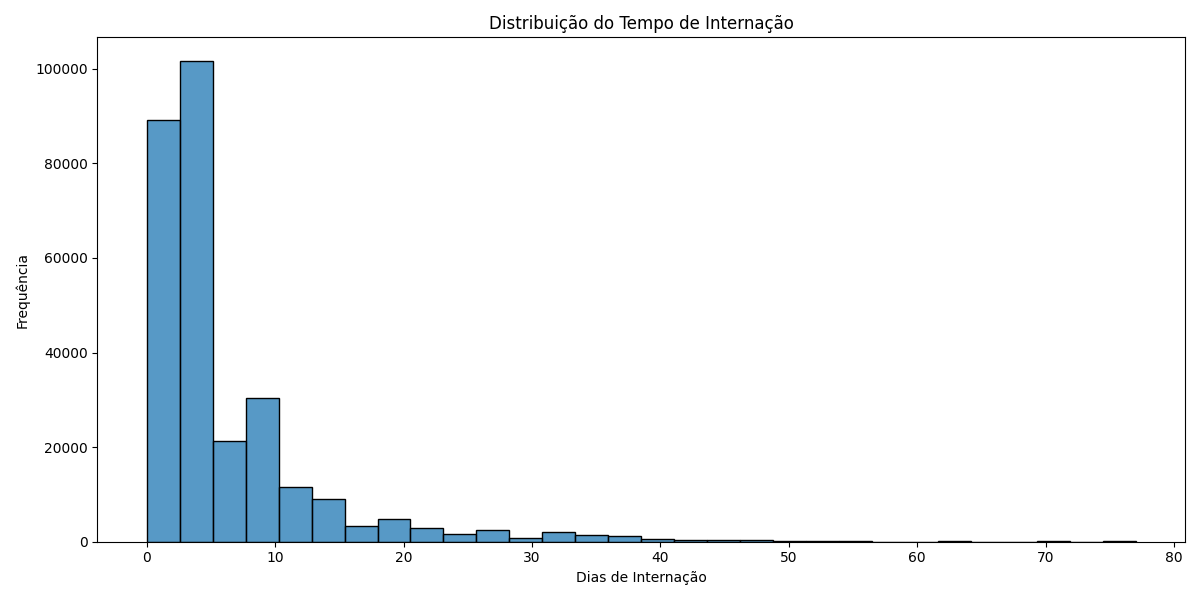 Distribuição do Tempo de Internação
Frequência
100000
80000
60000
40000
20000
0
0 10 20 30 40 50 60 70 80
Dias de Internação